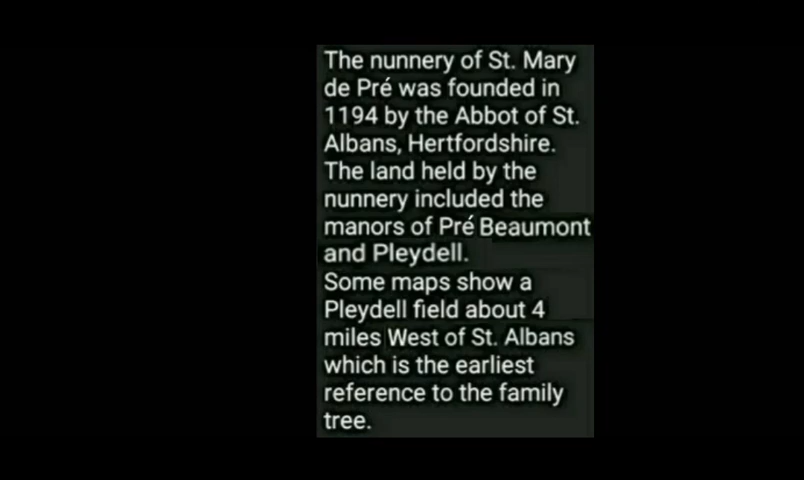 The nunnery of St. Mary
de Pré was founded in
1194 by the Abbot of St.
Albans, Hertfordshire.
The land held by the
nunnery included the
manors of Pré Beaumont
and Pleydell.
Some maps show a
Pleydell field about 4
miles West of St. Albans
which is the earliest
reference to the family
tree.